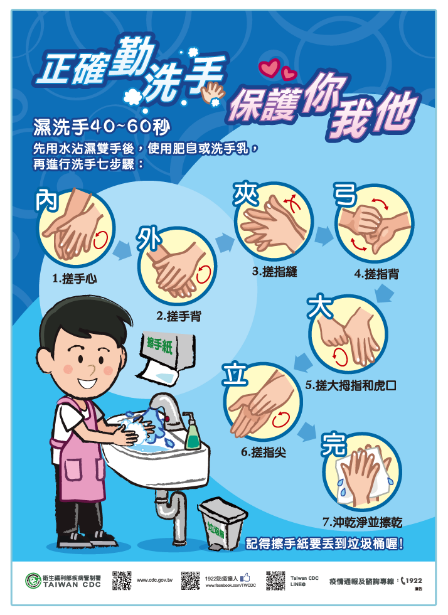 正確勤洗手
保護你我他
濕洗手40~60秒
先用水沾濕雙手後，使用肥皂或洗手乳，
再進行洗手七步驟：
內
1.搓手心
外
2.搓手背
夾
3.搓指縫
弓
4.搓指背
大
5.搓大拇指和虎口
立
6.搓指尖
完
7.沖乾淨並擦乾
擦手紙
記得擦手紙要丟到垃圾桶喔！
衛生福利部疾病管制署
TAIWAN CDC
www.cdc.gov.tw
1922防疫達人
www.facebook.com/TWCDC
Taiwan CDC
LINE@
疫情通報及諮詢專線：1922
廣告